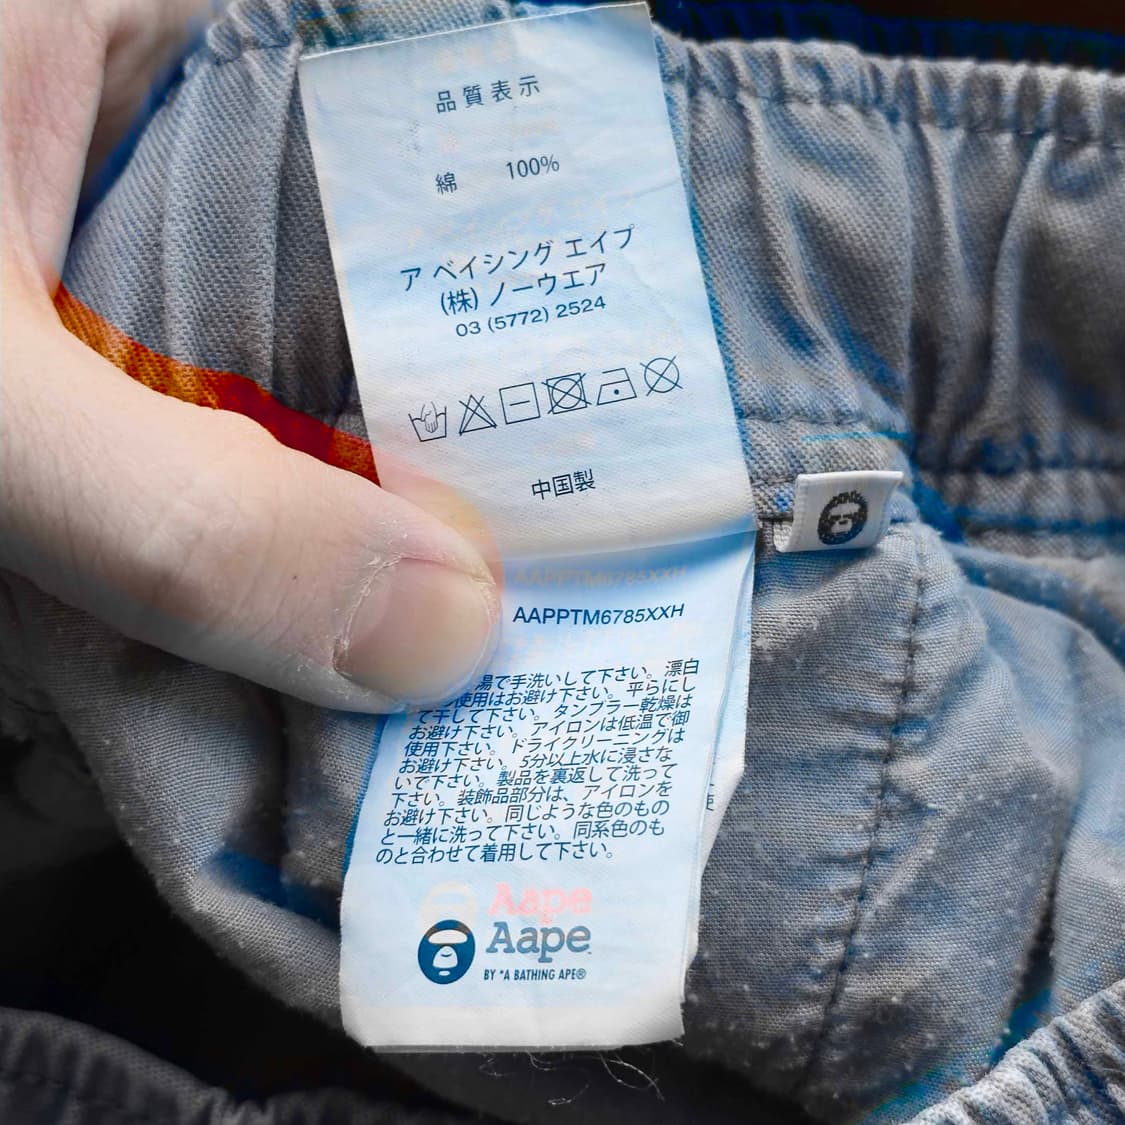 品質表示
綿 100%
ア ベイシング エイプ
(株) ノーウエア
03 (5772) 2524
中国製
AAPPTM6785XXH
湯で手洗いして下さい。漂白
使用はお避け下さい。平らにし
て干して下さい。タンブラー乾燥は
お避け下さい。アイロンは低温で御
使用下さい。ドライクリーニングは
お避け下さい。5分以上水に浸さな
いで下さい。製品を裏返して洗って
下さい。装飾品部分は、アイロンを
お避け下さい。同じような色のもの
と一緒に洗って下さい。同系色のも
のと合わせて着用して下さい。
Aape
Aape
BY *A BATHING APE®